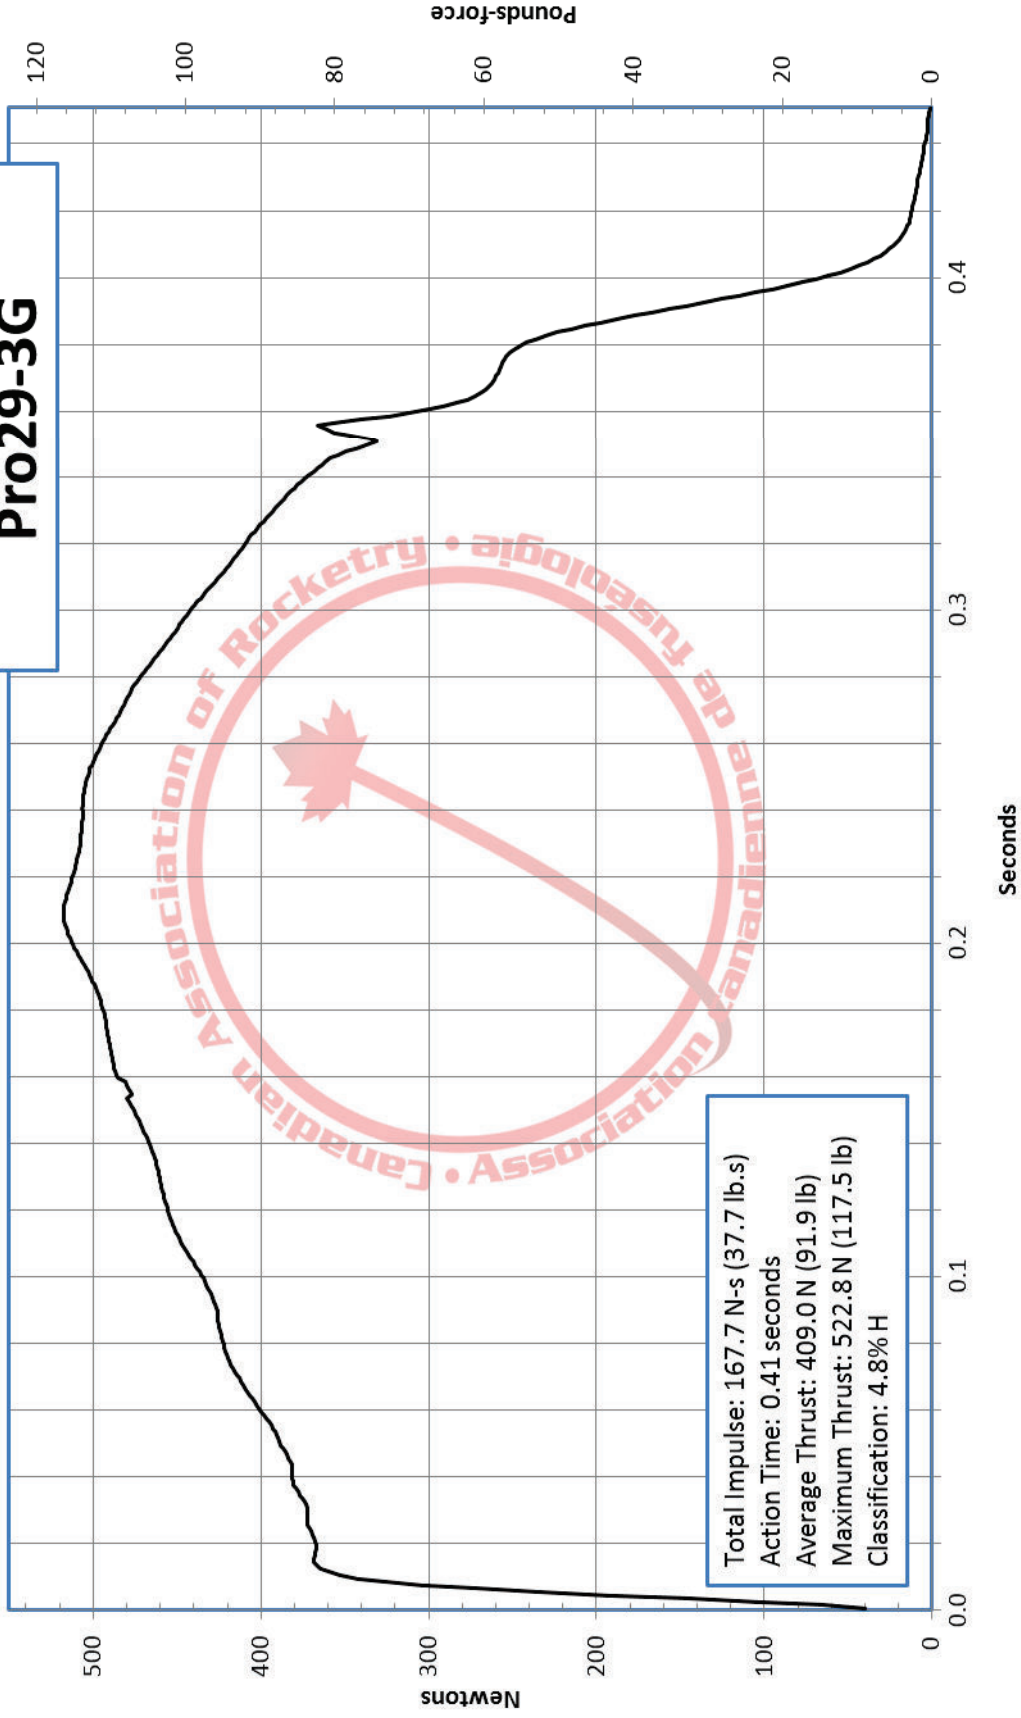 Pro29-3G
Newtons
500
400
300
200
100
0
Pounds-force
120
100
80
60
40
20
0
Canadian Association of Rocketry • Association canadienne de fuséologie •
Total Impulse: 167.7 N-s (37.7 lb.s)
Action Time: 0.41 seconds
Average Thrust: 409.0 N (91.9 lb)
Maximum Thrust: 522.8 N (117.5 lb)
Classification: 4.8% H
0.0
0.1
0.2
0.3
0.4
Seconds